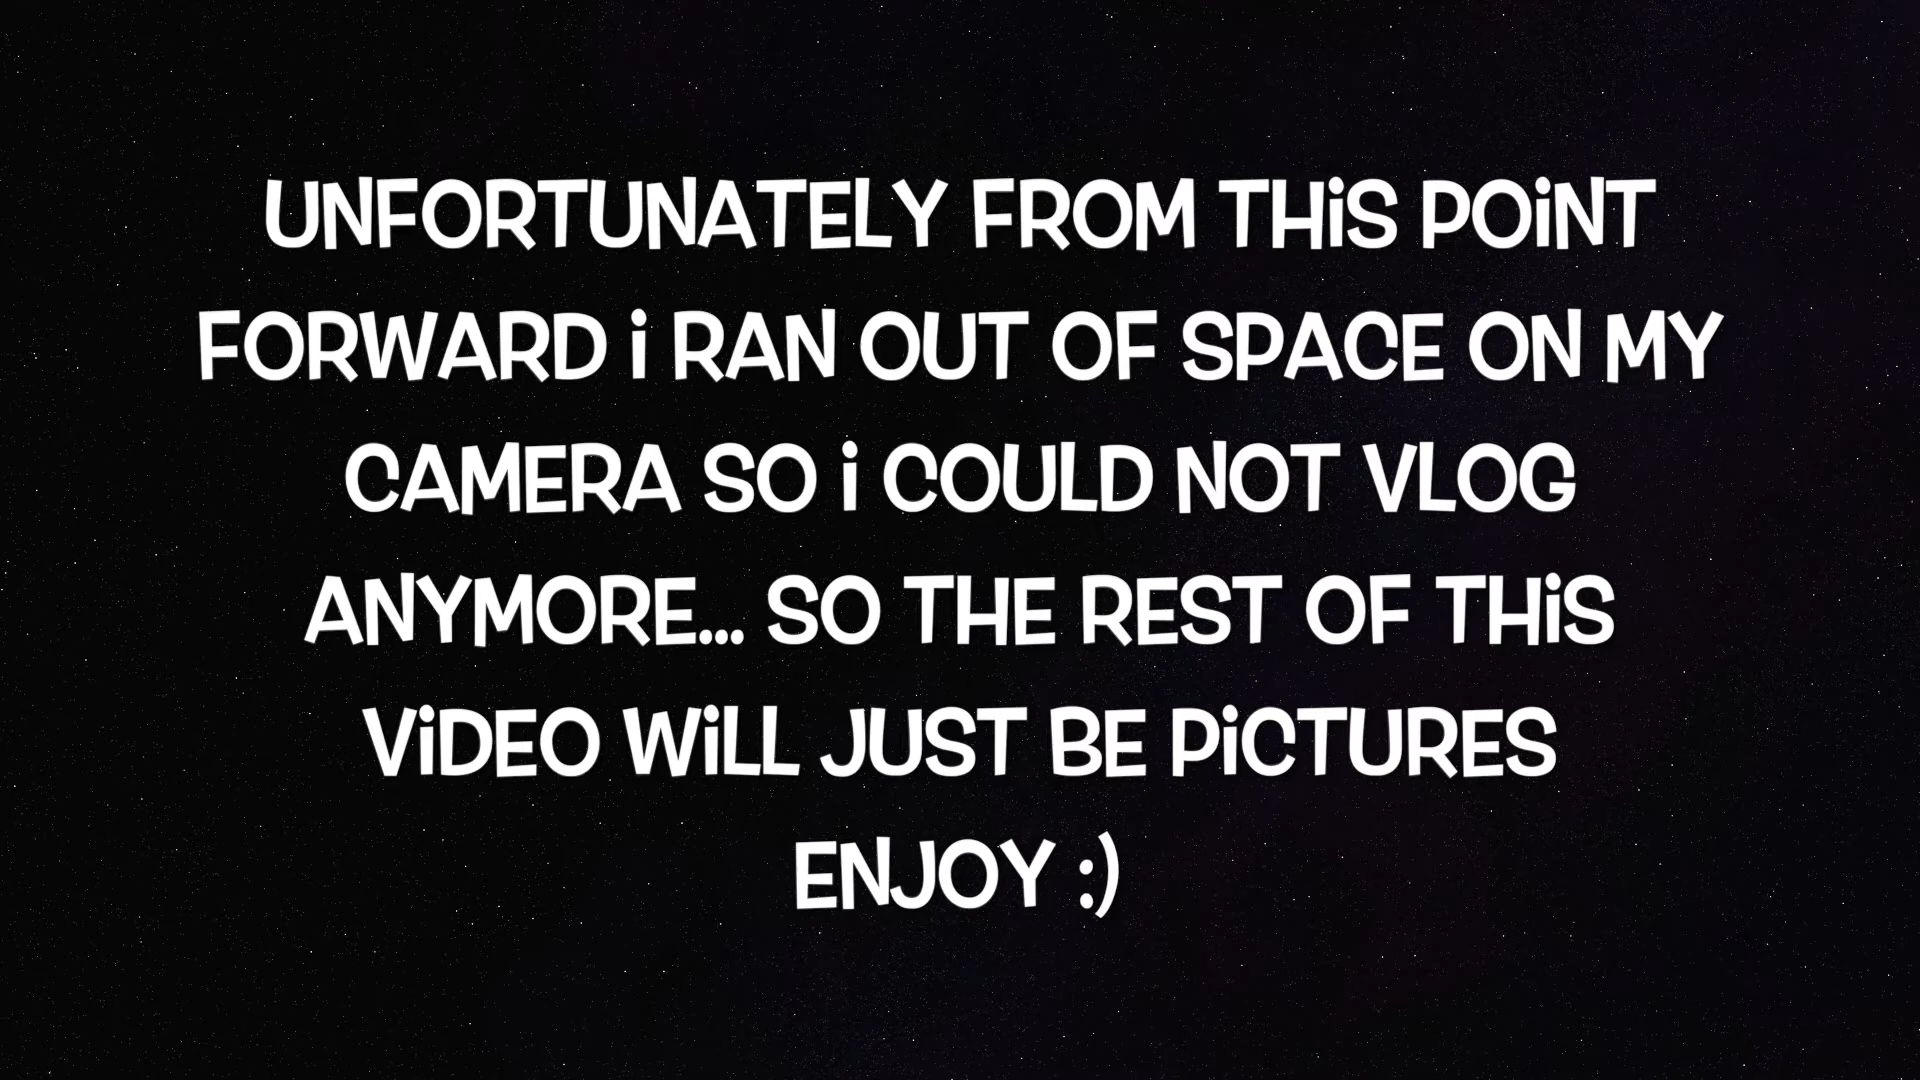 UNFORTUNATELY FROM THiS POiNT
FORWARD i RAN OUT OF SPACE ON MY
CAMERA SO i COULD NOT VLOG
ANYMORE... SO THE REST OF THiS
ViDEO WiLL JUST BE PiCTURES
ENJOY :)